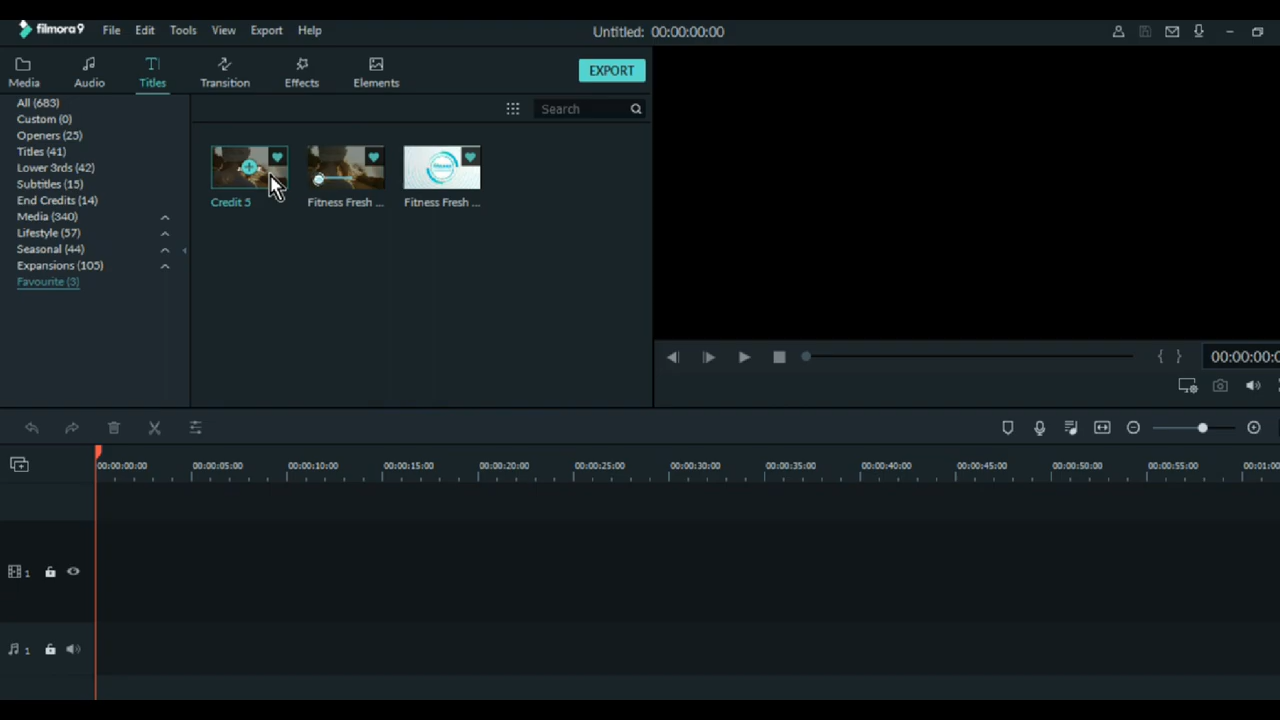 filmora9 File Edit Tools View Export Help Untitled: 00:00:00:00
Media Audio Titles Transition Effects Elements EXPORT
All (683)
Custom (0)
Openers (25)
Titles (41)
Lower 3rds (42)
Subtitles (15)
End Credits (14)
Media (340)
Lifestyle (57)
Seasonal (44)
Expansions (105)
Favourite (3)
Search
Credit 5 Fitness Fresh ... Fitness Fresh ...
{ } 00:00:00:0
00:00:00:00 00:00:05:00 00:00:10:00 00:00:15:00 00:00:20:00 00:00:25:00 00:00:30:00 00:00:35:00 00:00:40:00 00:00:45:00 00:00:50:00 00:00:55:00 00:01:00
1
1